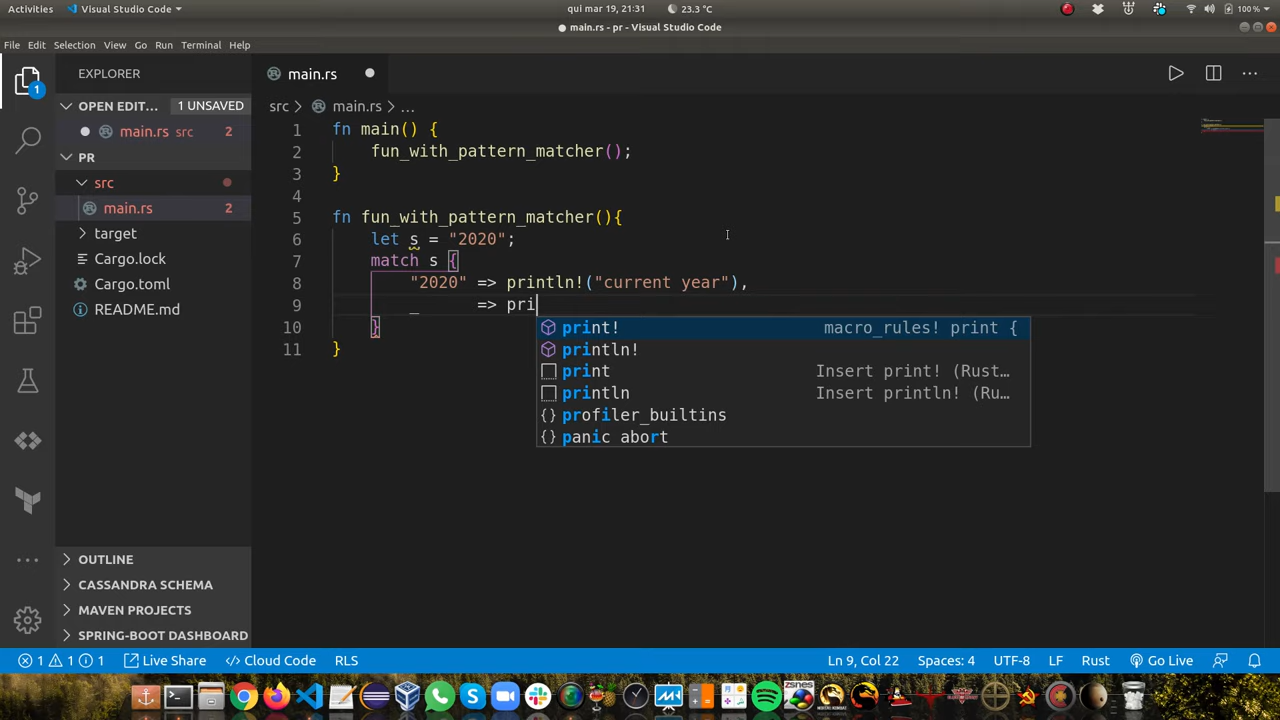 Activities
Visual Studio Code
qui mar 19, 21:31
23.3 °C
100 %
● main.rs - pr - Visual Studio Code
File Edit Selection View Go Run Terminal Help
1
EXPLORER
OPEN EDIT… 1 UNSAVED
main.rs src 2
PR
src
main.rs 2
target
Cargo.lock
Cargo.toml
README.md
OUTLINE
CASSANDRA SCHEMA
MAVEN PROJECTS
SPRING-BOOT DASHBOARD
main.rs
src > main.rs …
1 fn main() {
2 fun_with_pattern_matcher();
3 }
4
5 fn fun_with_pattern_matcher(){
6 let s = "2020";
7 match s {
8 "2020" => println!("current year"),
9 _ => pri
10 }
11 }
print! macro_rules! print {
println!
print Insert print! (Rust…
println Insert println! (Ru…
profiler_builtins
panic abort
1 1 1 Live Share Cloud Code RLS
Ln 9, Col 22 Spaces: 4 UTF-8 LF Rust Go Live